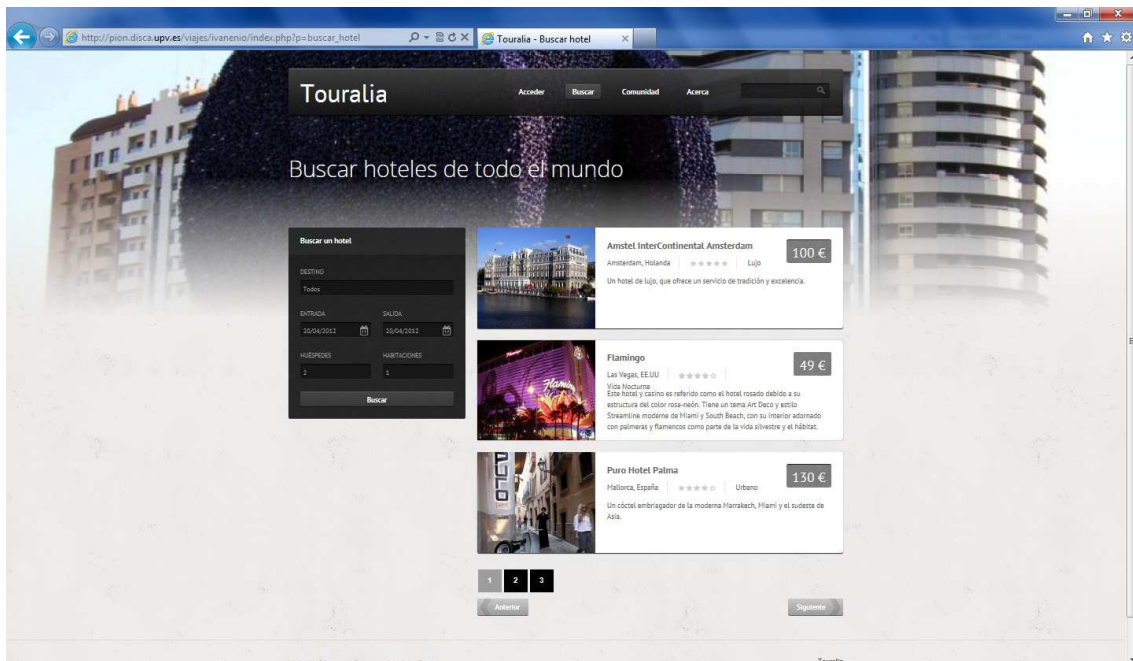 http://pion.disca.upv.es/viajes/ivanenio/index.php?p=buscar_hotel
Touralia - Buscar hotel
Touralia
Acceder
Buscar
Comunidad
Acerca
Buscar hoteles de todo el mundo
Buscar un hotel
DESTINO
Todos
ENTRADA
SALIDA
20/04/2012
20/04/2012
HUÉSPEDES
HABITACIONES
2
1
Buscar
Amstel InterContinental Amsterdam
100 €
Amsterdam, Holanda
Lujo
Un hotel de lujo, que ofrece un servicio de tradición y excelencia.
Flamingo
Flamingo
49 €
Las Vegas, EE.UU
Vida Nocturna
Este hotel y casino es referido como el hotel rosado debido a su
estructura del color rosa-neón. Tiene un tema Art Deco y estilo
Streamline moderne de Miami y South Beach, con su interior adornado
con palmeras y flamencos como parte de la vida silvestre y el hábitat.
PURO
Puro Hotel Palma
130 €
Mallorca, España
Urbano
Un cóctel embriagador de la moderna Marrakech, Miami y el sudeste de
Asia.
1
2
3
Anterior
Siguiente